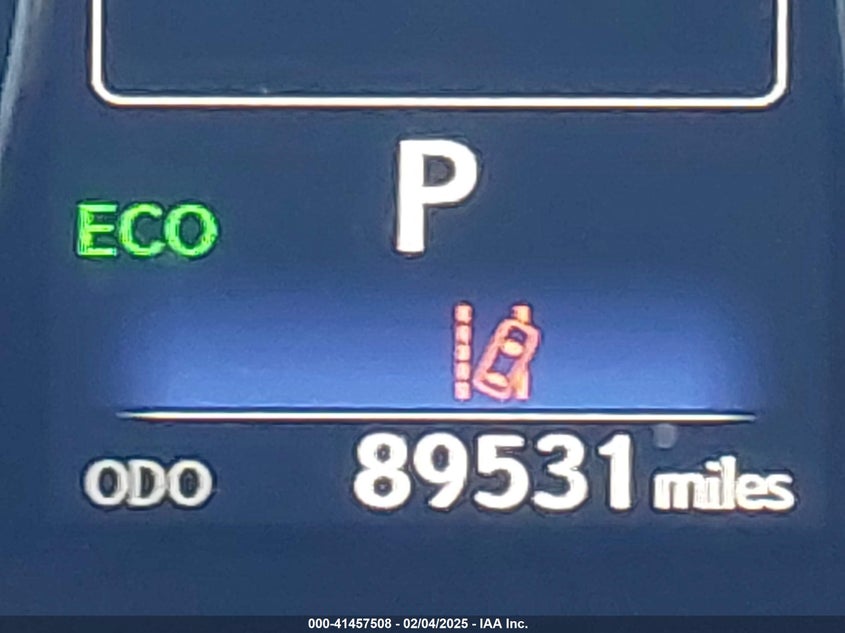 P
ECO
ODO 89531 miles
000-41457508 - 02/04/2025 - IAA Inc.